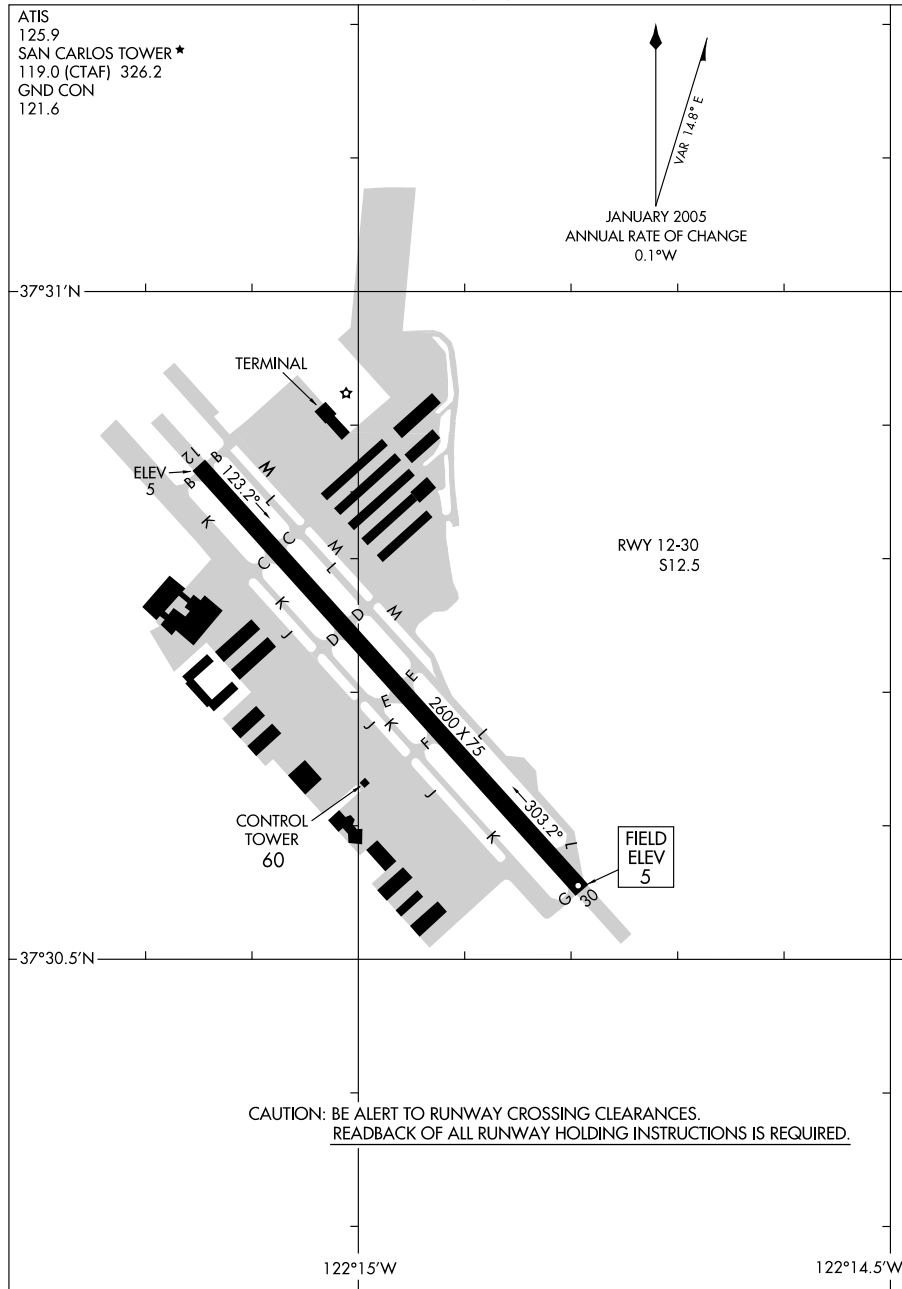 ATIS
125.9
SAN CARLOS TOWER ★
119.0 (CTAF) 326.2
GND CON
121.6
VAR 14.8° E
JANUARY 2005
ANNUAL RATE OF CHANGE
0.1°W
37°31'N
TERMINAL
ELEV
5
12
B
B
123.2°
M
L
K
C
C
M
L
RWY 12-30
S12.5
K
J
D
D
M
E
E
J
K
F
2600 X 75
L
J
K
303.2°
L
CONTROL
TOWER
60
FIELD
ELEV
5
G
30
37°30.5'N
CAUTION: BE ALERT TO RUNWAY CROSSING CLEARANCES.
READBACK OF ALL RUNWAY HOLDING INSTRUCTIONS IS REQUIRED.
122°15'W
122°14.5'W